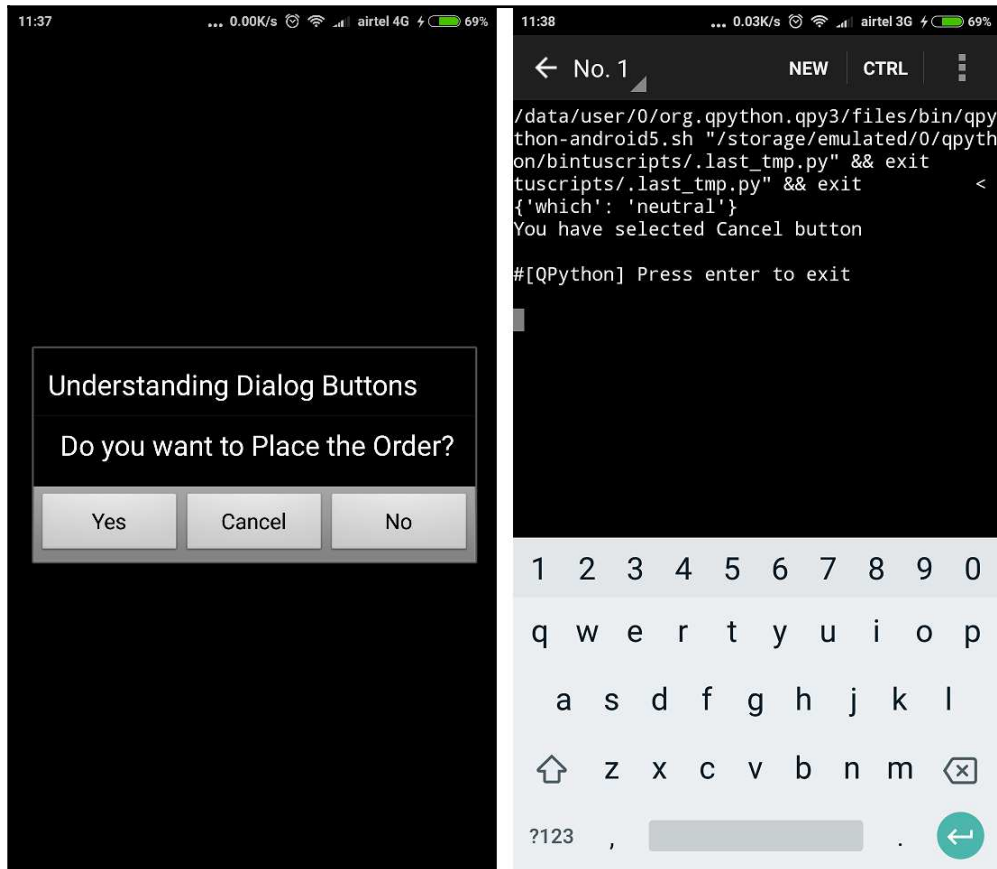 11:37 ... 0.00K/s airtel 4G 69%
Understanding Dialog Buttons
Do you want to Place the Order?
Yes Cancel No
11:38 ... 0.03K/s airtel 3G 69%
No. 1 NEW CTRL
/data/user/0/org.qpython.qpy3/files/bin/qpy
thon-android5.sh "/storage/emulated/0/qpyth
on/bintuscripts/.last_tmp.py" && exit
tuscripts/.last_tmp.py" && exit <
{'which': 'neutral'}
You have selected Cancel button
#[QPython] Press enter to exit
1 2 3 4 5 6 7 8 9 0
q w e r t y u i o p
a s d f g h j k l
z x c v b n m
?123 , .